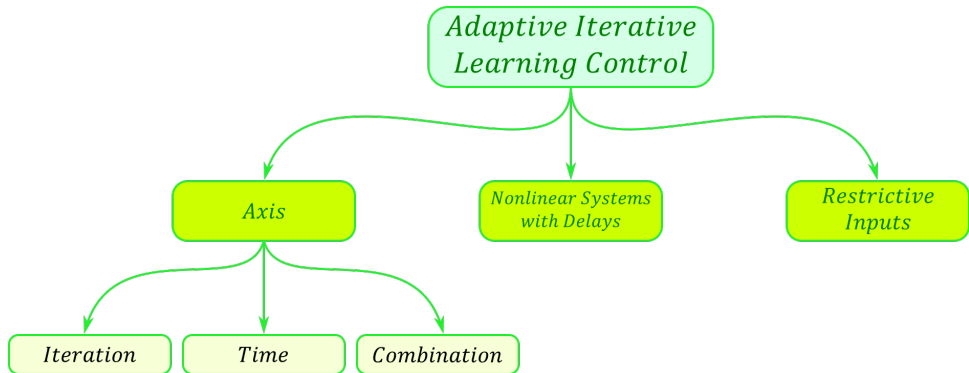 Adaptive Iterative
Learning Control
Axis
Nonlinear Systems
with Delays
Restrictive
Inputs
Iteration
Time
Combination